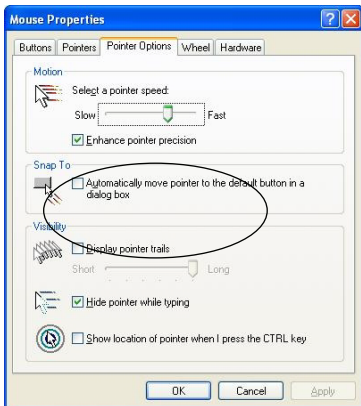 Mouse Properties
Buttons Pointers Pointer Options Wheel Hardware
Motion
Select a pointer speed:
Slow Fast
Enhance pointer precision
Snap To
Automatically move pointer to the default button in a
dialog box
Visibility
Display pointer trails
Short Long
Hide pointer while typing
Show location of pointer when I press the CTRL key
OK Cancel Apply